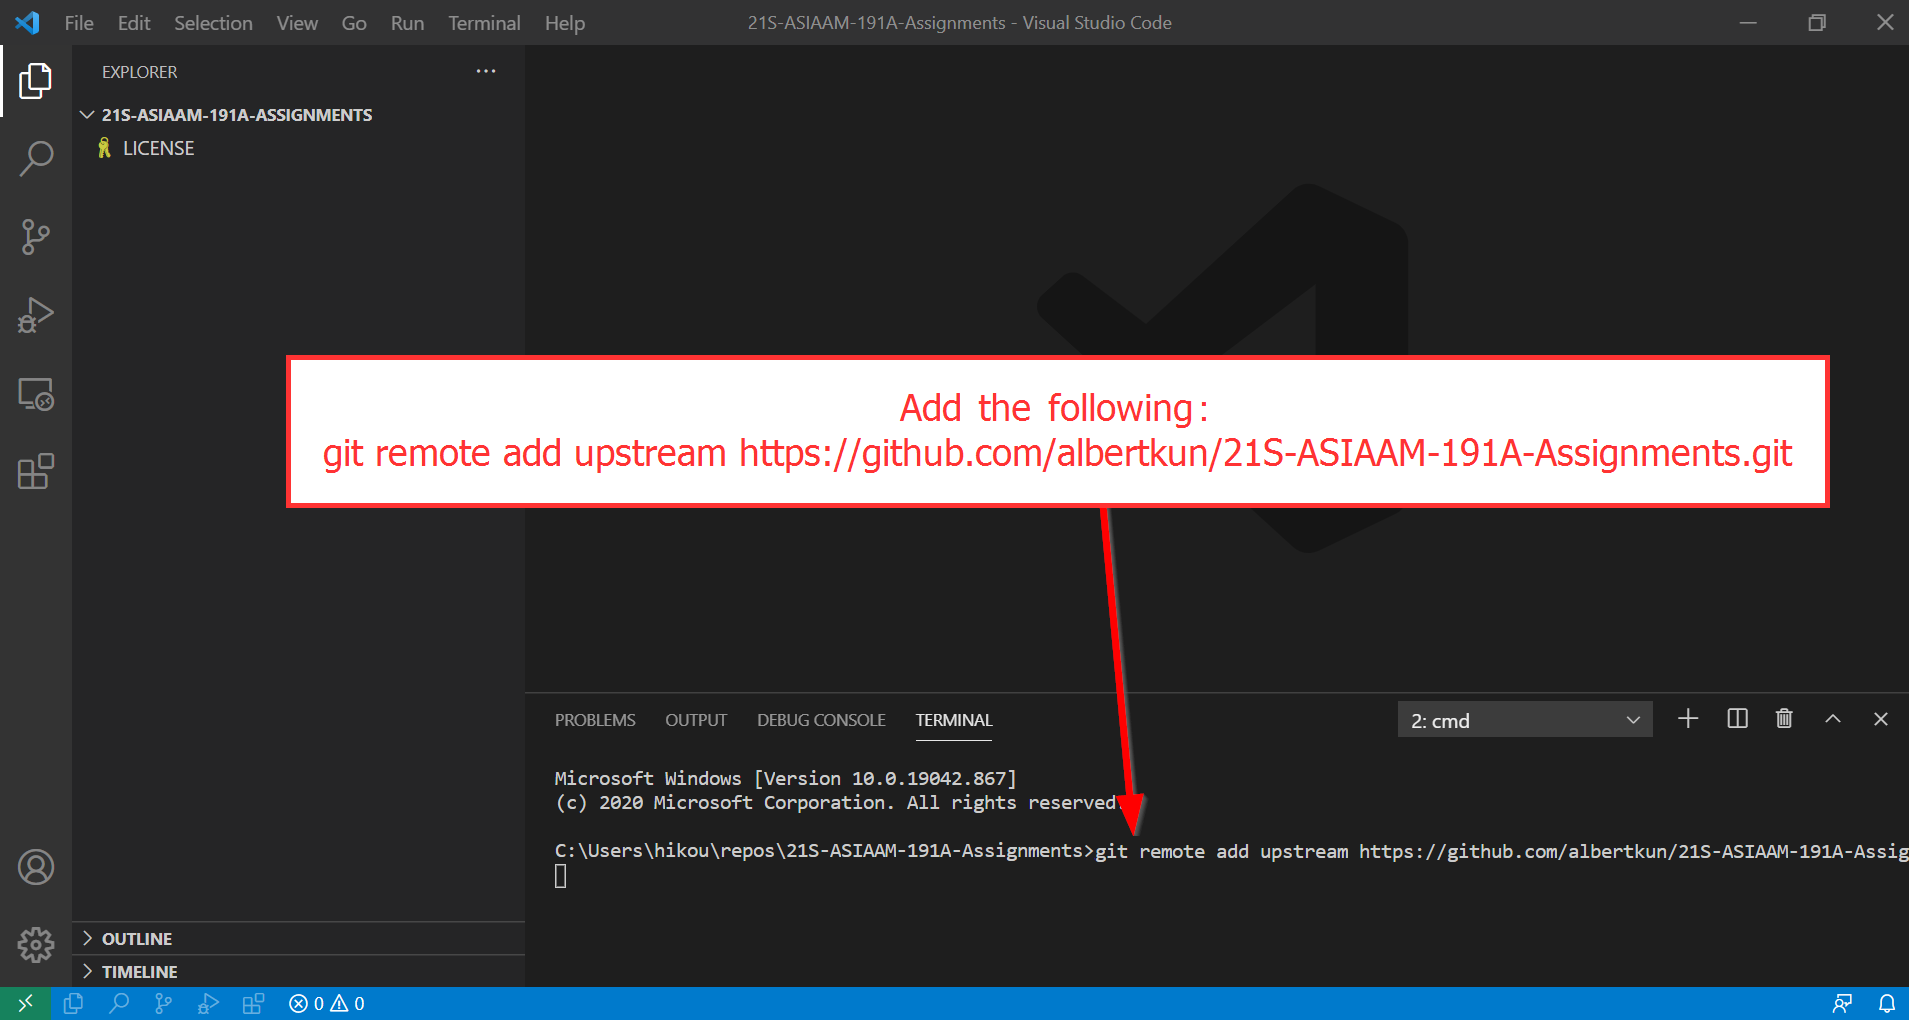 File Edit Selection View Go Run Terminal Help
21S-ASIAAM-191A-Assignments - Visual Studio Code
EXPLORER
21S-ASIAAM-191A-ASSIGNMENTS
LICENSE
Add the following:
git remote add upstream https://github.com/albertkun/21S-ASIAAM-191A-Assignments.git
PROBLEMS OUTPUT DEBUG CONSOLE TERMINAL
2: cmd
Microsoft Windows [Version 10.0.19042.867]
(c) 2020 Microsoft Corporation. All rights reserved
C:\Users\hikou\repos\21S-ASIAAM-191A-Assignments>git remote add upstream https://github.com/albertkun/21S-ASIAAM-191A-Assig
OUTLINE
TIMELINE
0 0